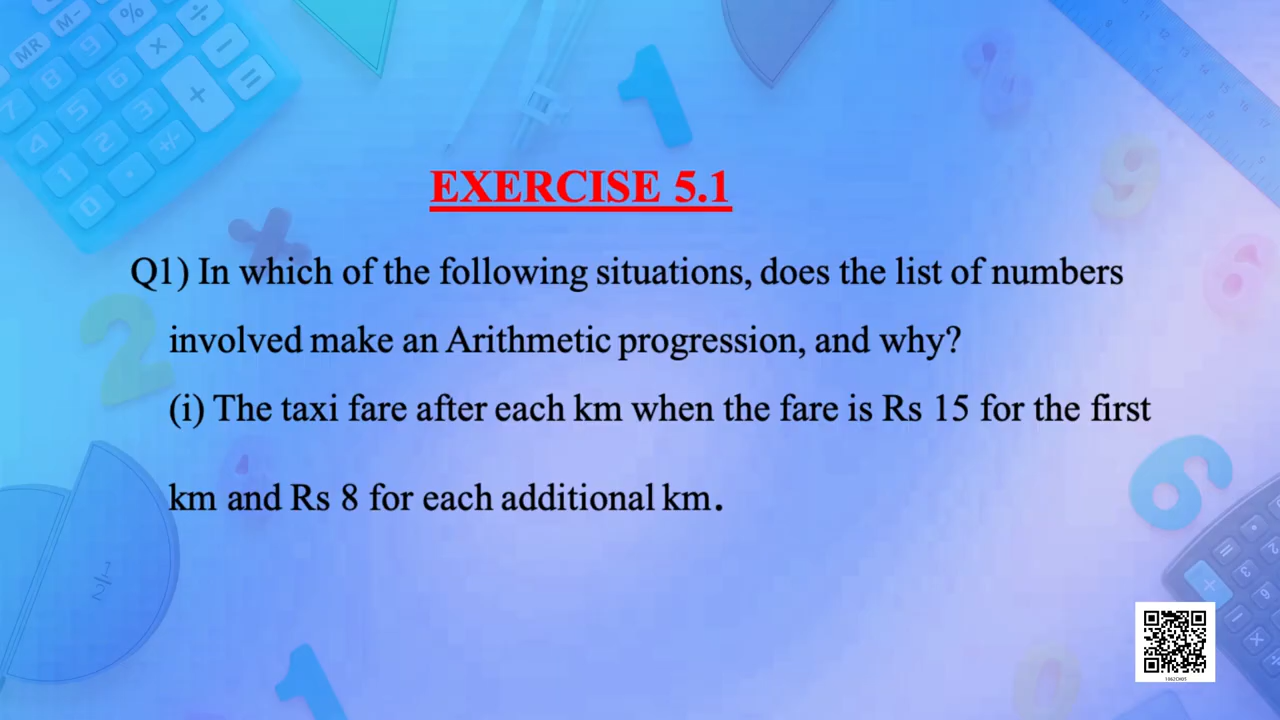 EXERCISE 5.1
Q1) In which of the following situations, does the list of numbers
involved make an Arithmetic progression, and why?
(i) The taxi fare after each km when the fare is Rs 15 for the first
km and Rs 8 for each additional km.